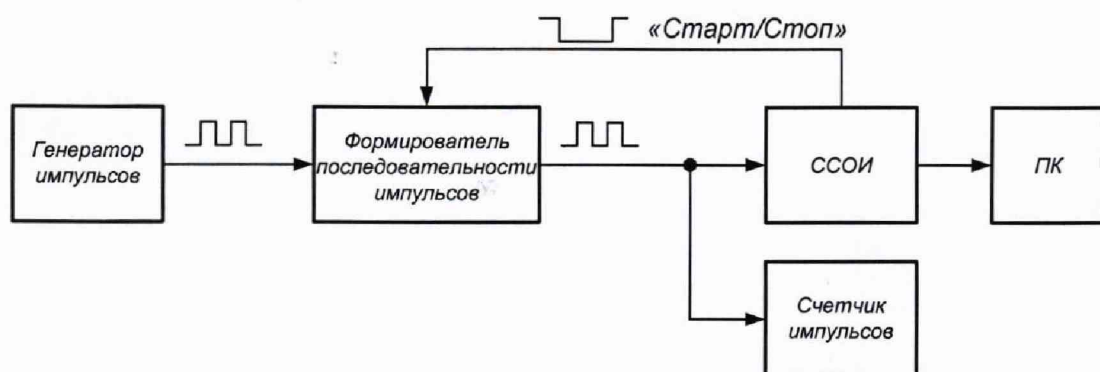 «Старт/Стоп»
Генератор
импульсов
Формирователь
последовательности
импульсов
ССОИ
ПК
Счетчик
импульсов